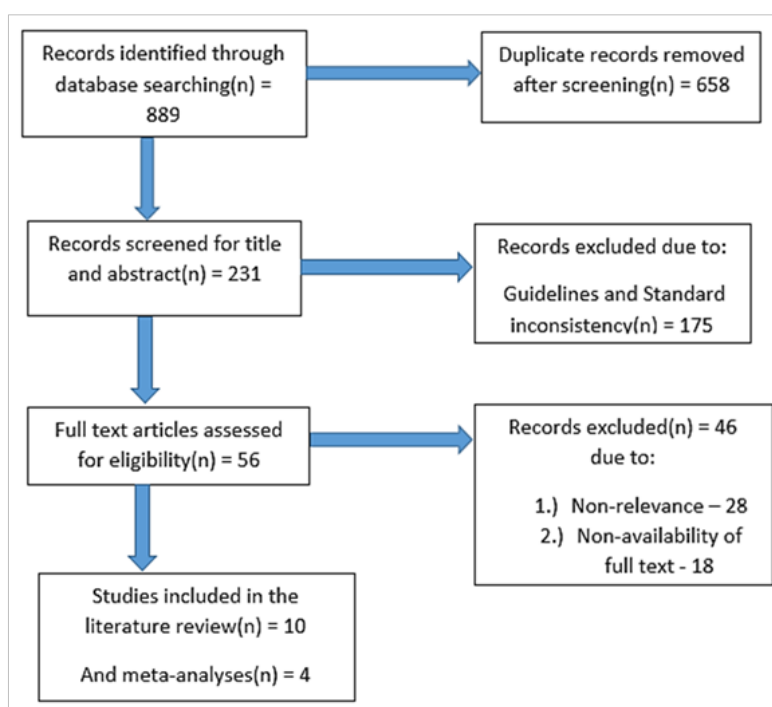 Records identified through
database searching(n) =
889
Duplicate records removed
after screening(n) = 658
Records screened for title
and abstract(n) = 231
Records excluded due to:
Guidelines and Standard
inconsistency(n) = 175
Full text articles assessed
for eligibility(n) = 56
Records excluded(n) = 46
due to:
1.) Non-relevance – 28
2.) Non-availability of
full text - 18
Studies included in the
literature review(n) = 10
And meta-analyses(n) = 4